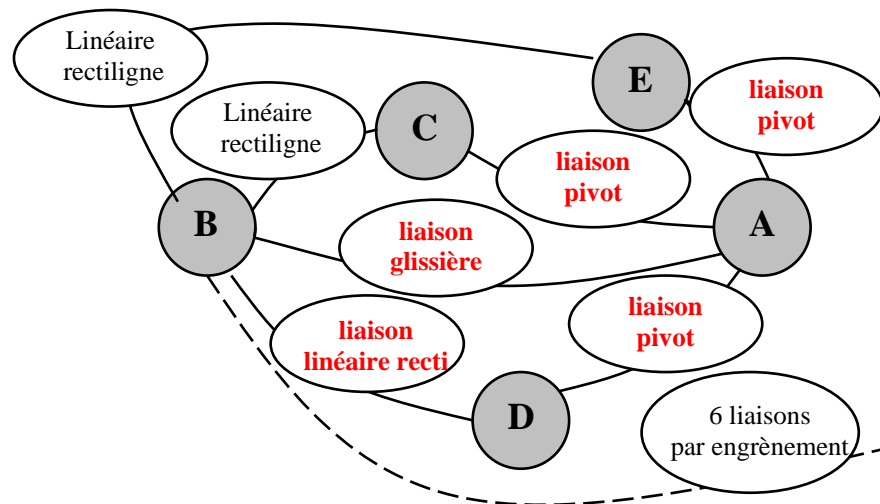 Linéaire
rectiligne
E
liaison
pivot
Linéaire
rectiligne
C
liaison
pivot
B
liaison
glissière
A
liaison
linéaire recti
liaison
pivot
D
6 liaisons
par engrènement